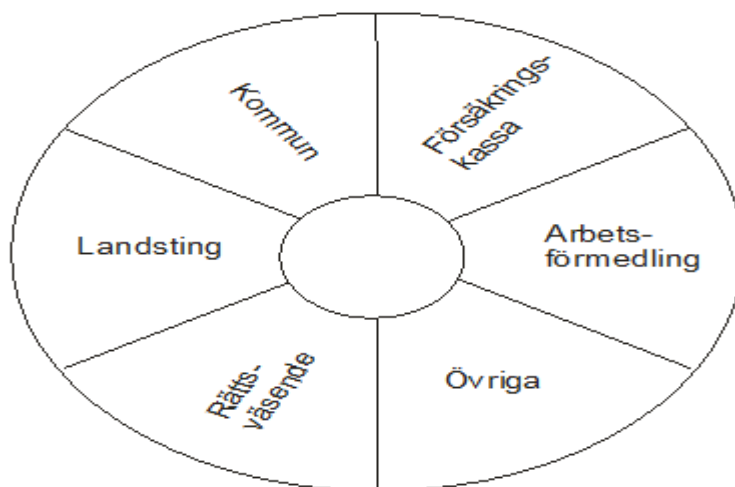 Kommun
Försäkrings-
kassa
Landsting
Arbets-
förmedling
Rätts-
väsende
Övriga